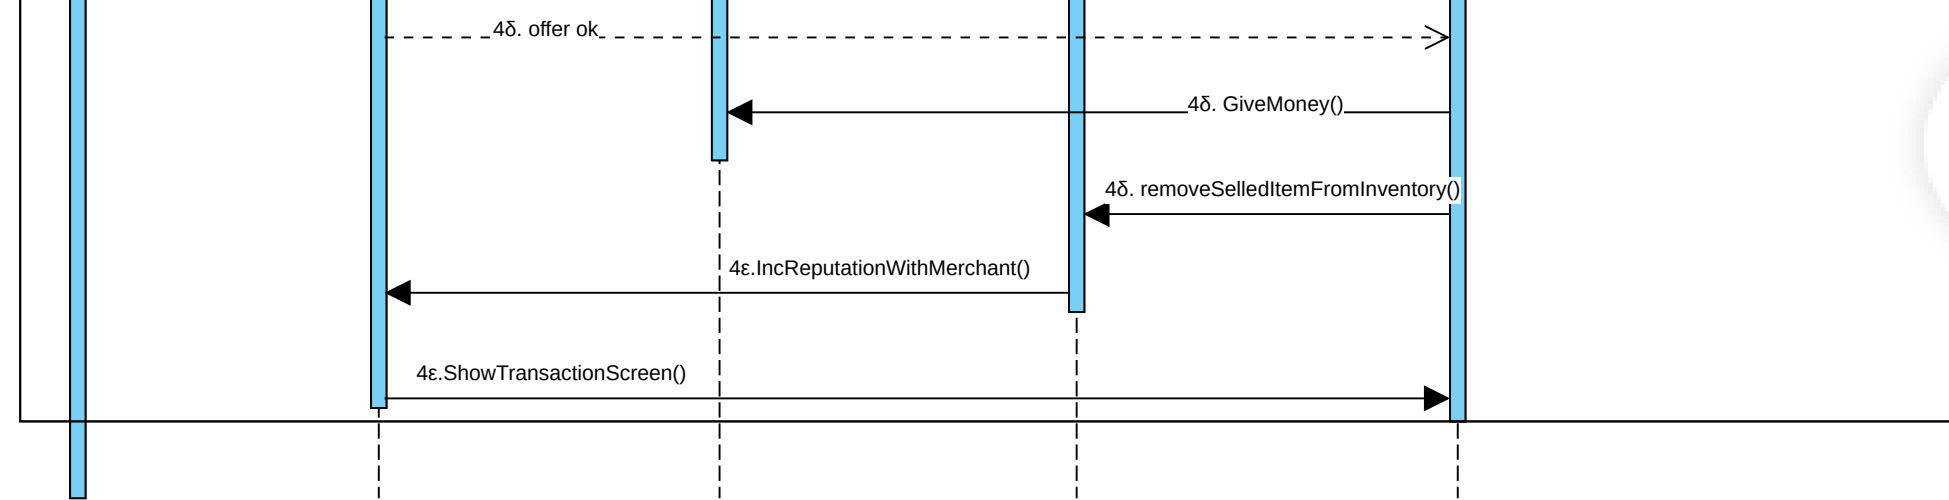 4δ. offer ok
4δ. GiveMoney()
4δ. removeSelledItemFromInventory()
4ε.IncReputationWithMerchant()
4ε.ShowTransactionScreen()